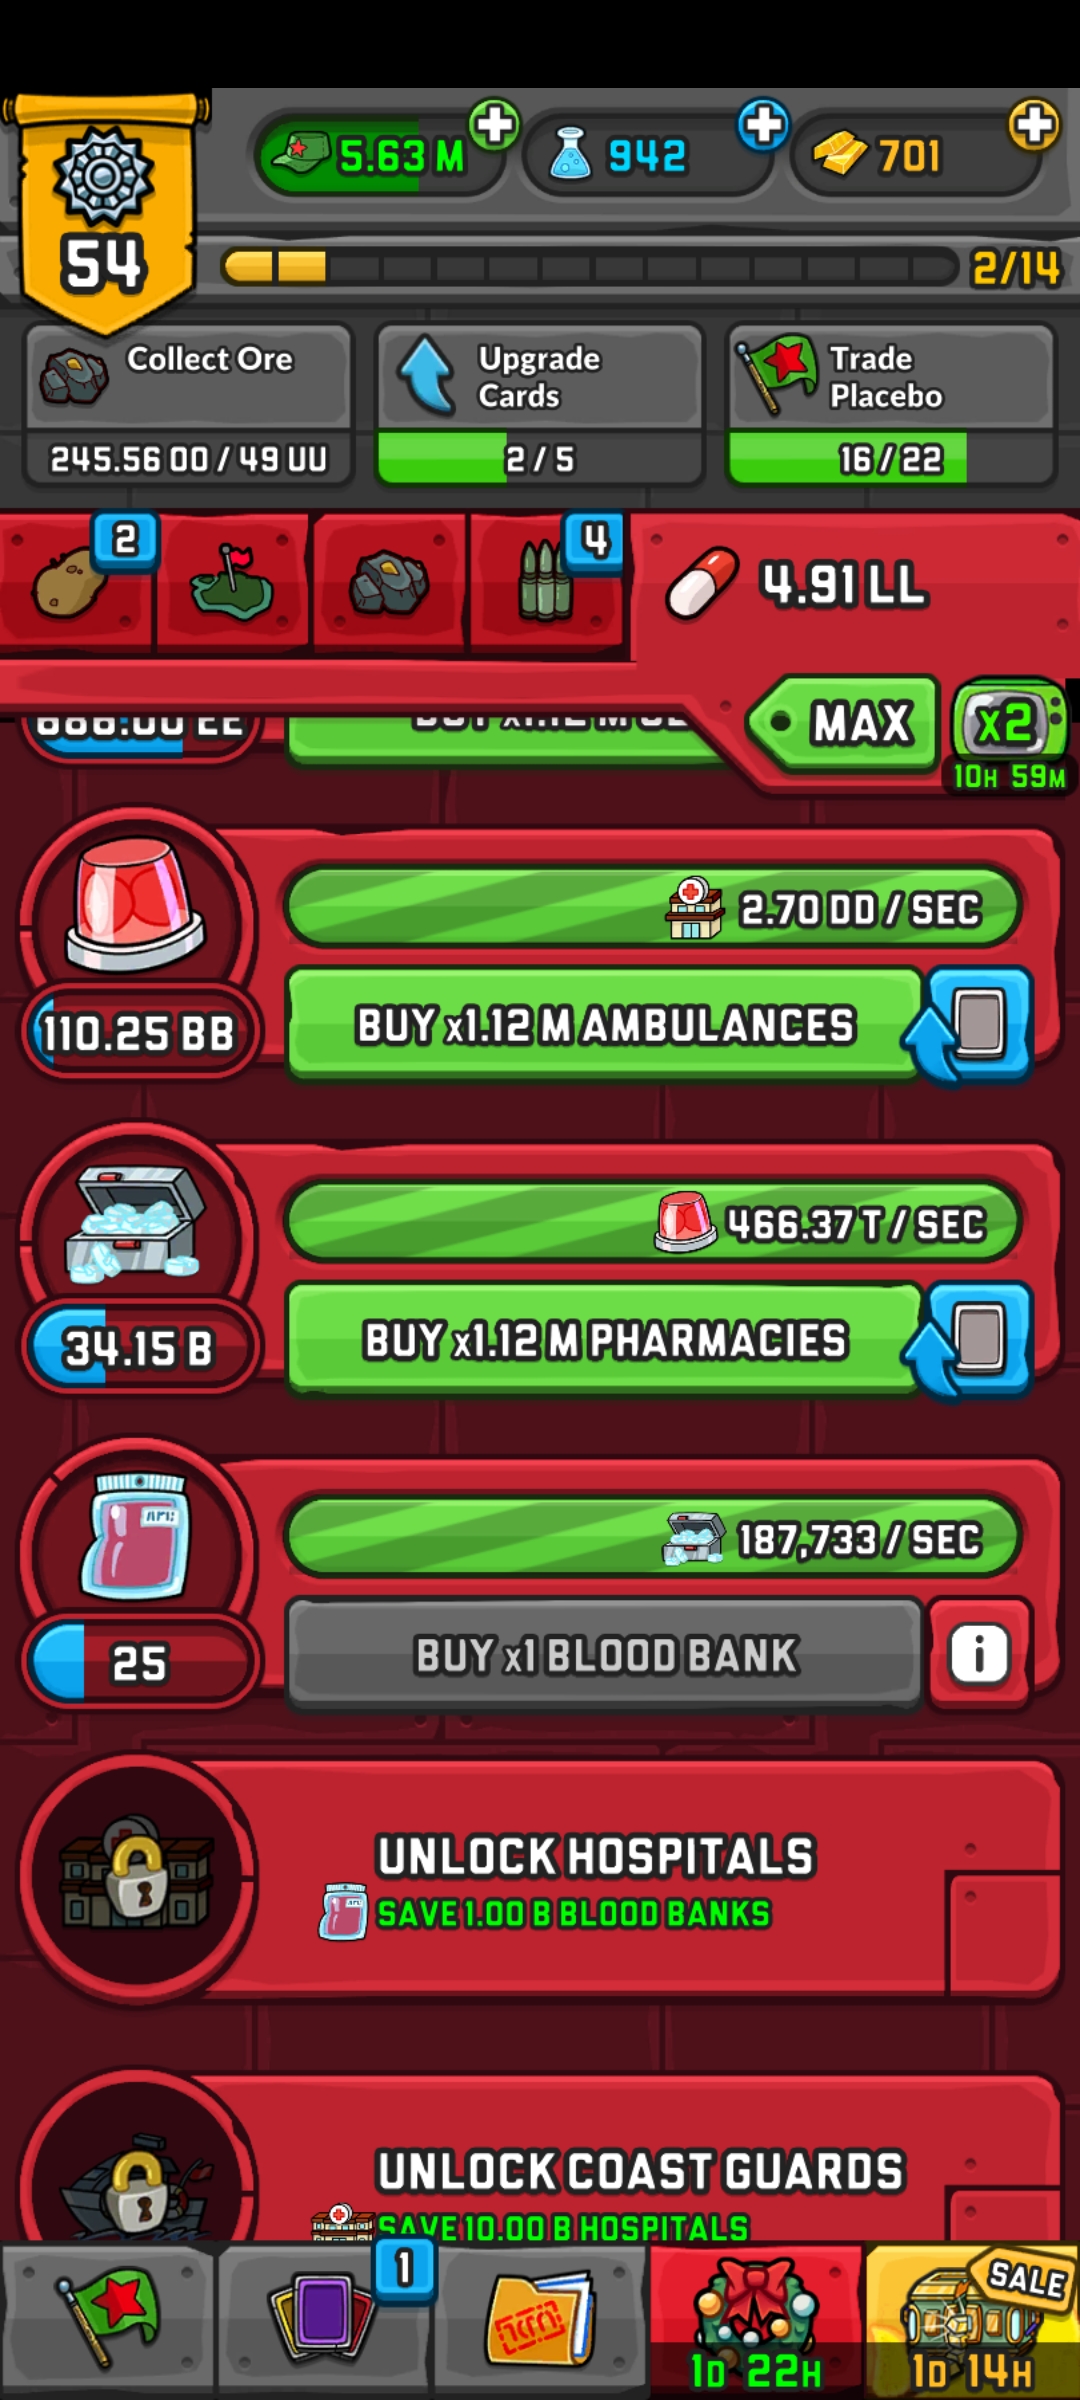 5.63 M
942
701
54
2/14
Collect Ore
245.56 OO / 49 UU
Upgrade
Cards
2 / 5
Trade
Placebo
16 / 22
2
4
4.91 LL
MAX
x2
10H 59M
2.70 DD / SEC
110.25 BB
BUY x1.12 M AMBULANCES
466.37 T / SEC
34.15 B
BUY x1.12 M PHARMACIES
187,733 / SEC
25
BUY x1 BLOOD BANK
i
UNLOCK HOSPITALS
SAVE 1.00 B BLOOD BANKS
UNLOCK COAST GUARDS
SAVE 10.00 B HOSPITALS
1
SALE
1D 22H
1D 14H